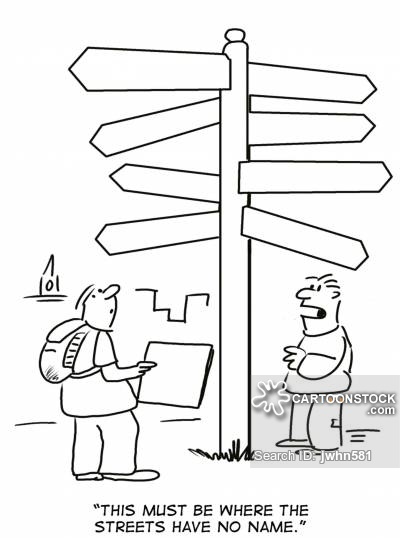 CARTOONSTOCK
.com
Search ID: jwhn581
"THIS MUST BE WHERE THE
STREETS HAVE NO NAME."